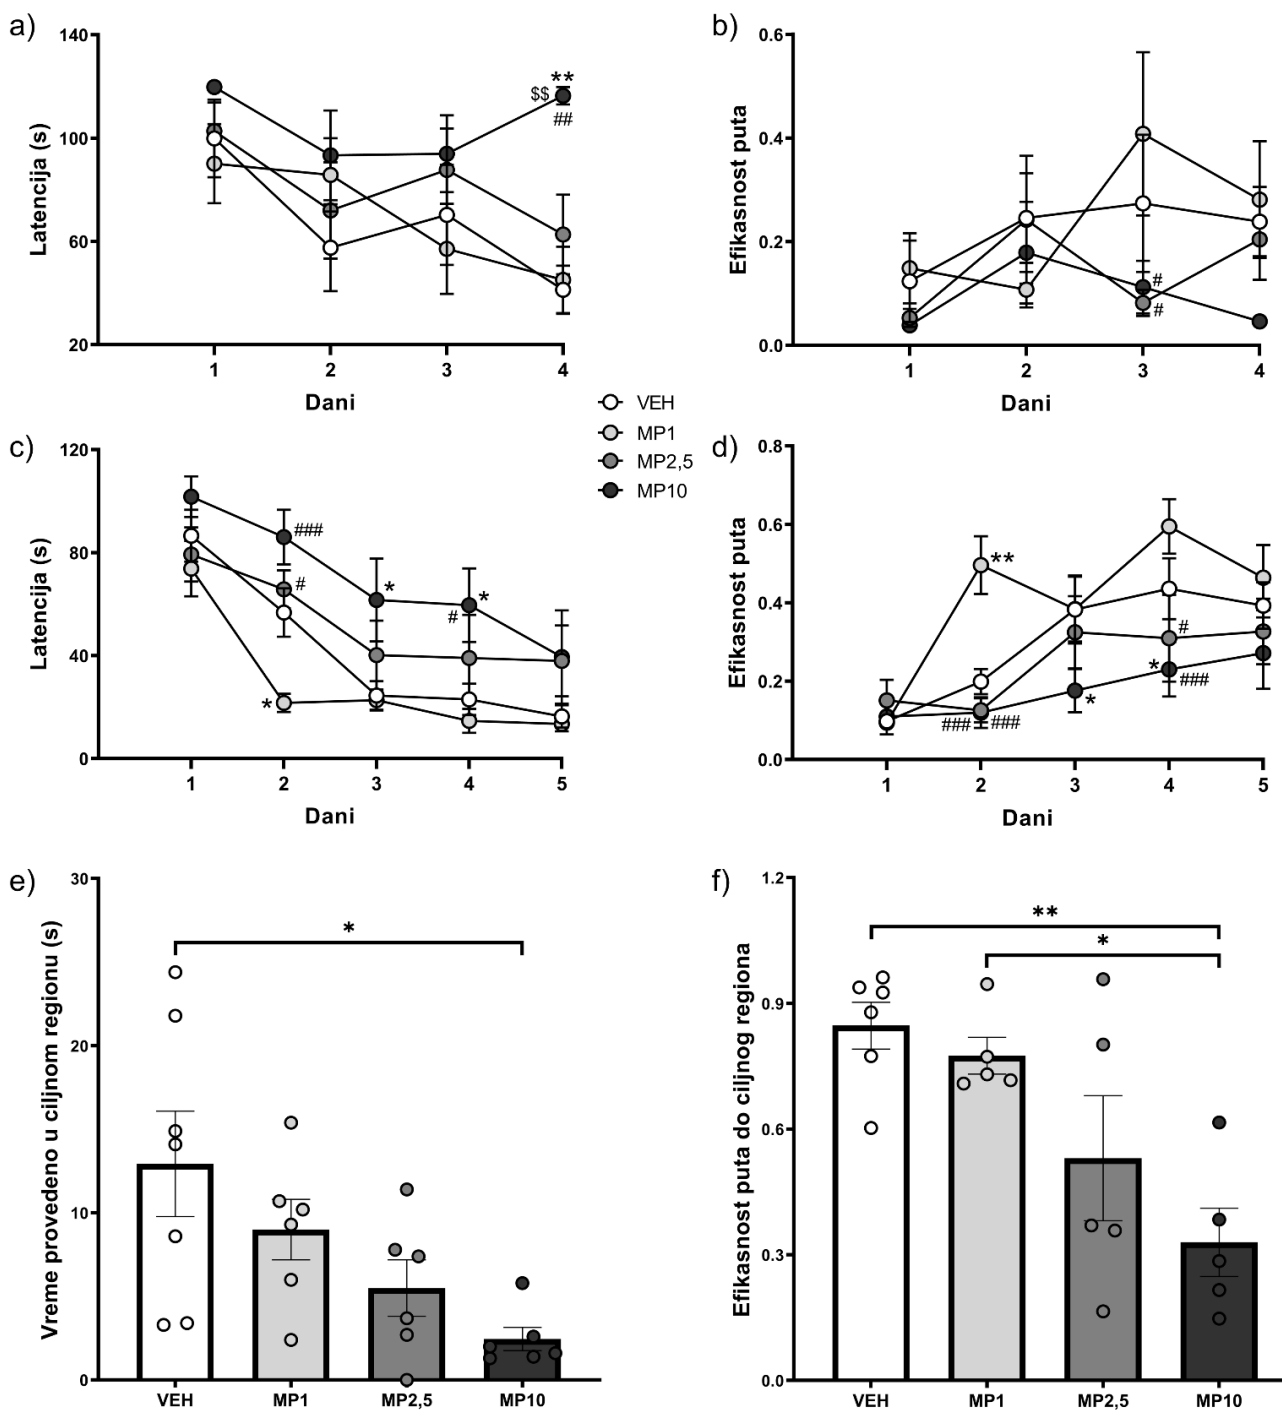 a)
140
100
60
20
Latencija (s)
**
$$
##
1 2 3 4
Dani
b)
0.6
0.4
0.2
0.0
Efikasnost puta
#
#
1 2 3 4
Dani
VEH
MP1
MP2,5
MP10
c)
120
80
40
0
Latencija (s)
###
#
*
*
*
#
1 2 3 4 5
Dani
d)
0.8
0.6
0.4
0.2
0.0
Efikasnost puta
**
###
###
*
#
*
###
1 2 3 4 5
Dani
e)
30
20
10
0
Vreme provedeno u ciljnom regionu (s)
*
VEH MP1 MP2,5 MP10
f)
1.2
0.9
0.6
0.3
0.0
Efikasnost puta do ciljnog regiona
**
*
VEH MP1 MP2,5 MP10